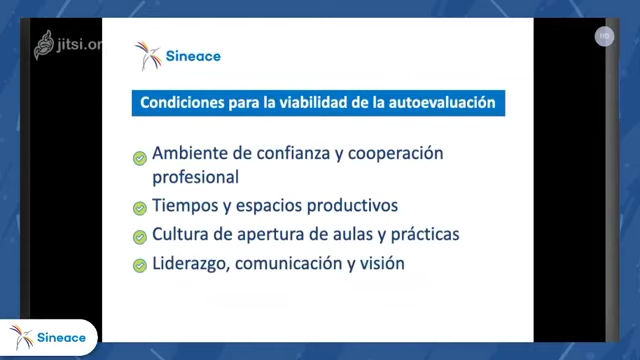 jitsi.or
HD
Sineace
Condiciones para la viabilidad de la autoevaluación
Ambiente de confianza y cooperación
profesional
Tiempos y espacios productivos
Cultura de apertura de aulas y prácticas
Liderazgo, comunicación y visión
Sineace